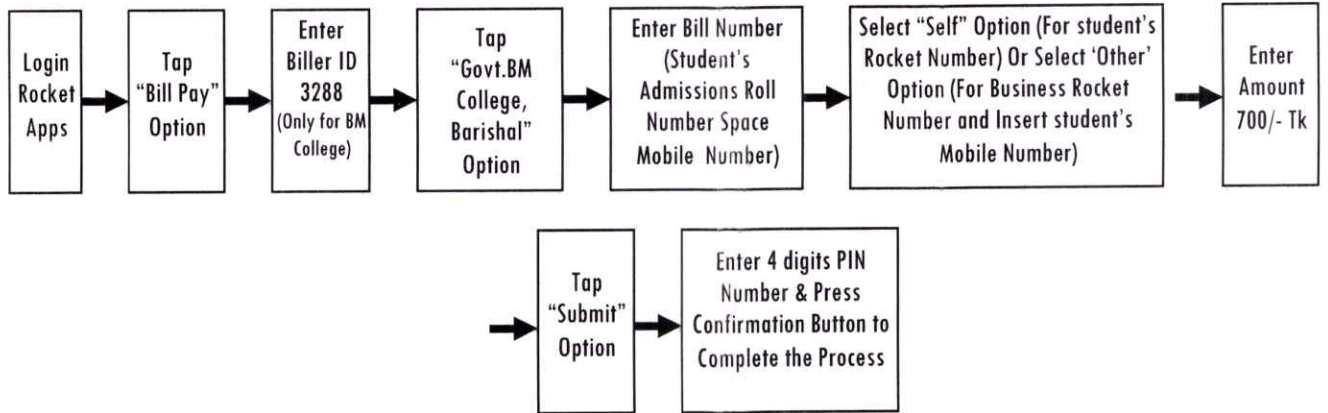 Login
Rocket
Apps
Tap
“Bill Pay”
Option
Enter
Biller ID
3288
(Only for BM
College)
Tap
“Govt.BM
College,
Barishal”
Option
Enter Bill Number
(Student’s
Admissions Roll
Number Space
Mobile Number)
Select “Self” Option (For student’s
Rocket Number) Or Select ‘Other’
Option (For Business Rocket
Number and Insert student’s
Mobile Number)
Enter
Amount
700/- Tk
Tap
“Submit”
Option
Enter 4 digits PIN
Number & Press
Confirmation Button to
Complete the Process